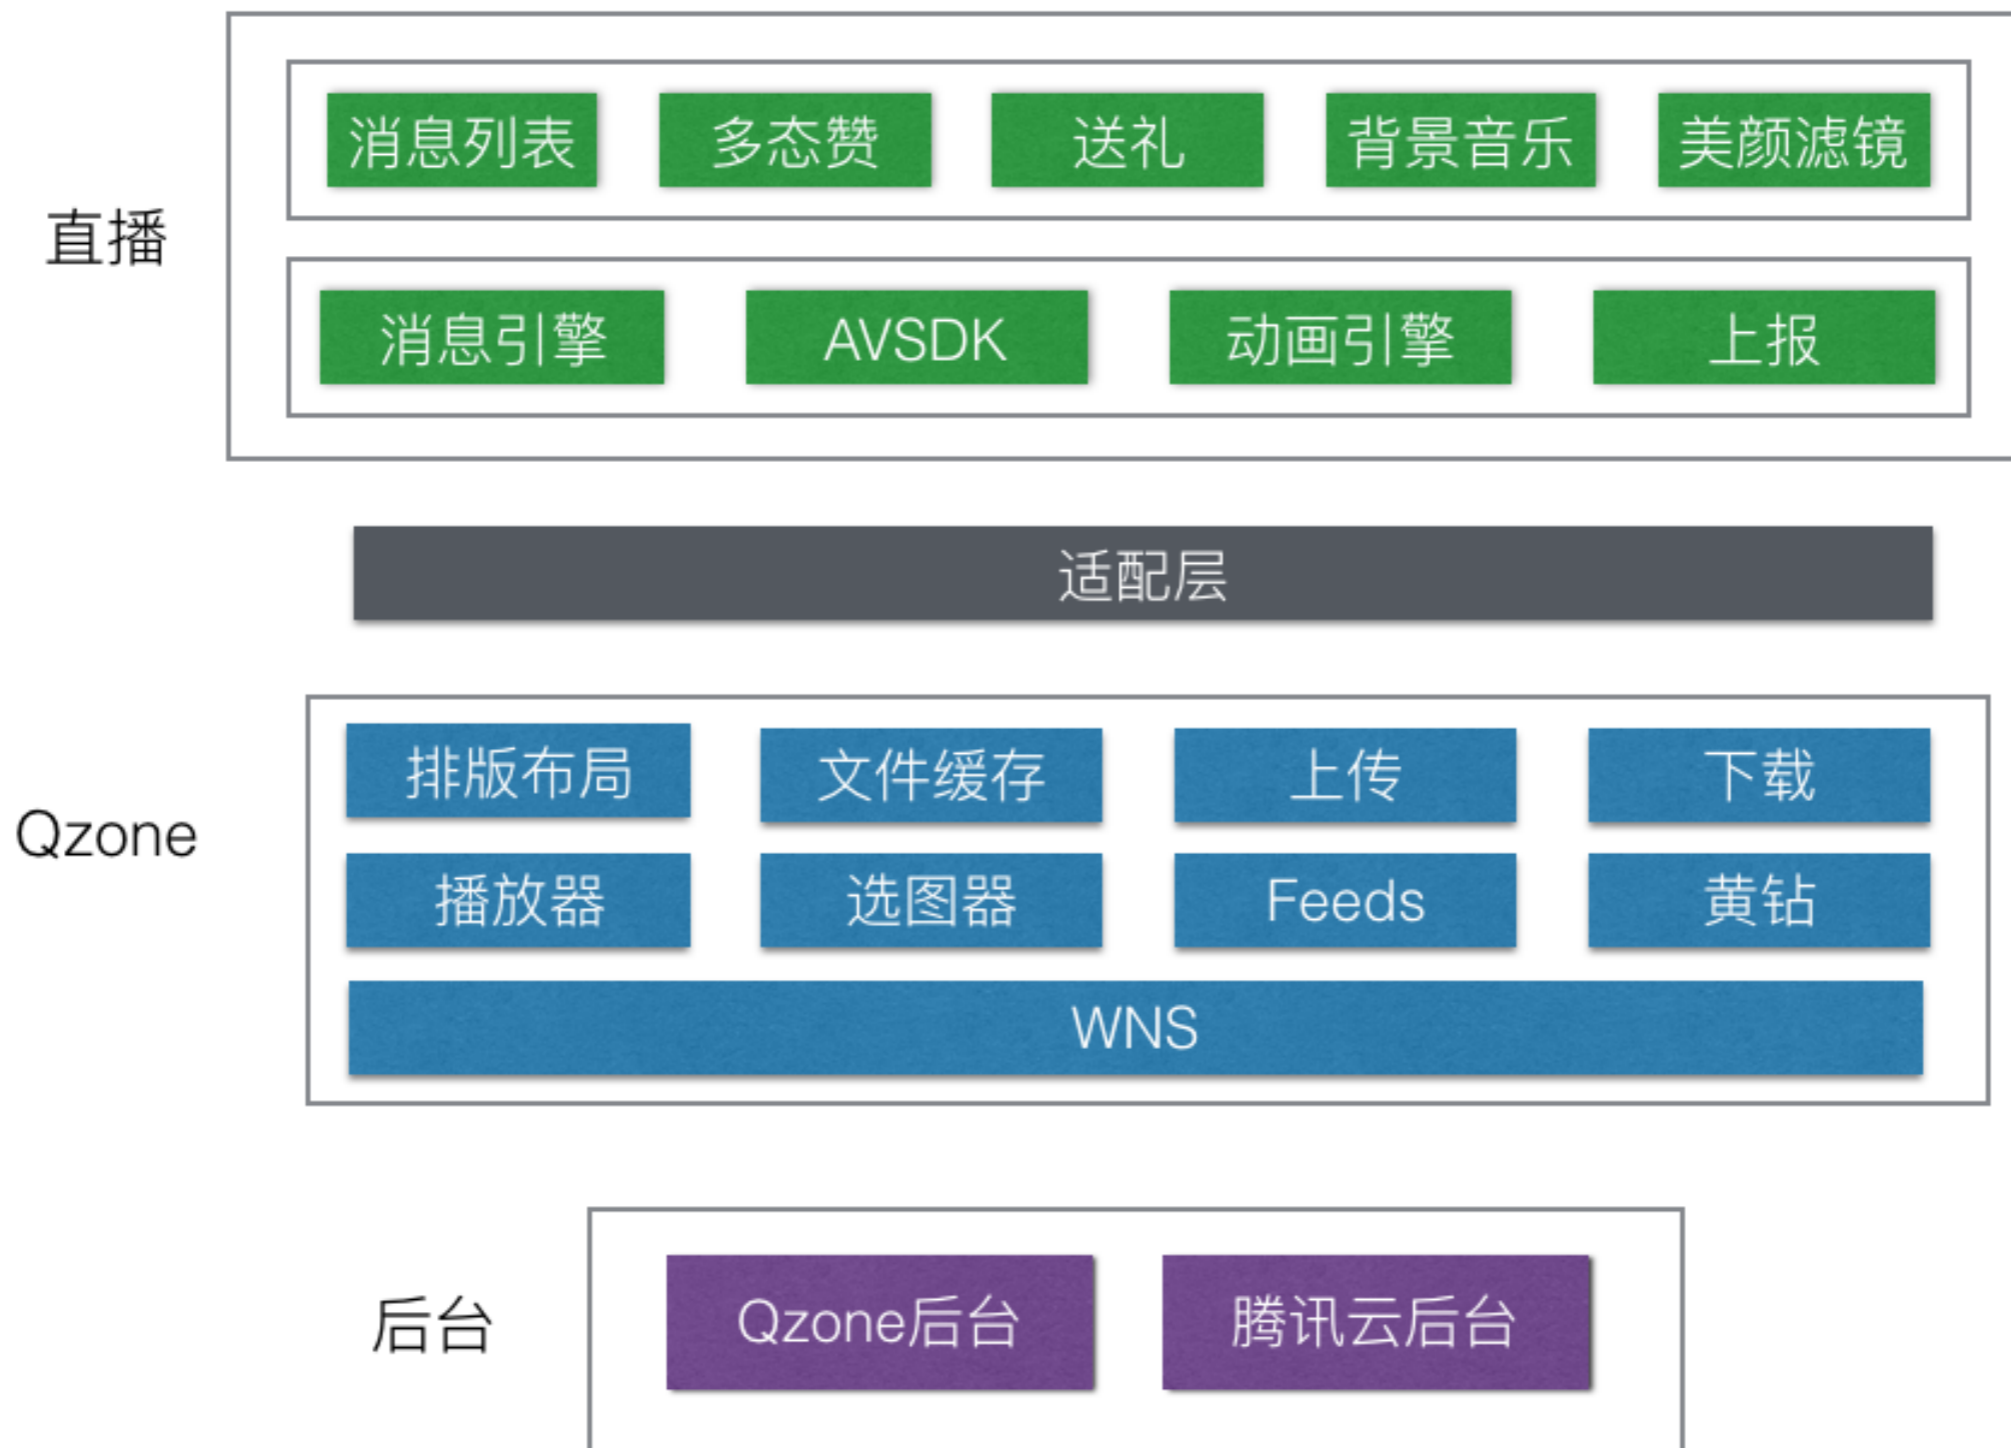 消息列表 多态赞 送礼 背景音乐 美颜滤镜
直播
消息引擎 AVSDK 动画引擎 上报
适配层
排版布局 文件缓存 上传 下载
Qzone
播放器 选图器 Feeds 黄钻
WNS
后台 Qzone后台 腾讯云后台